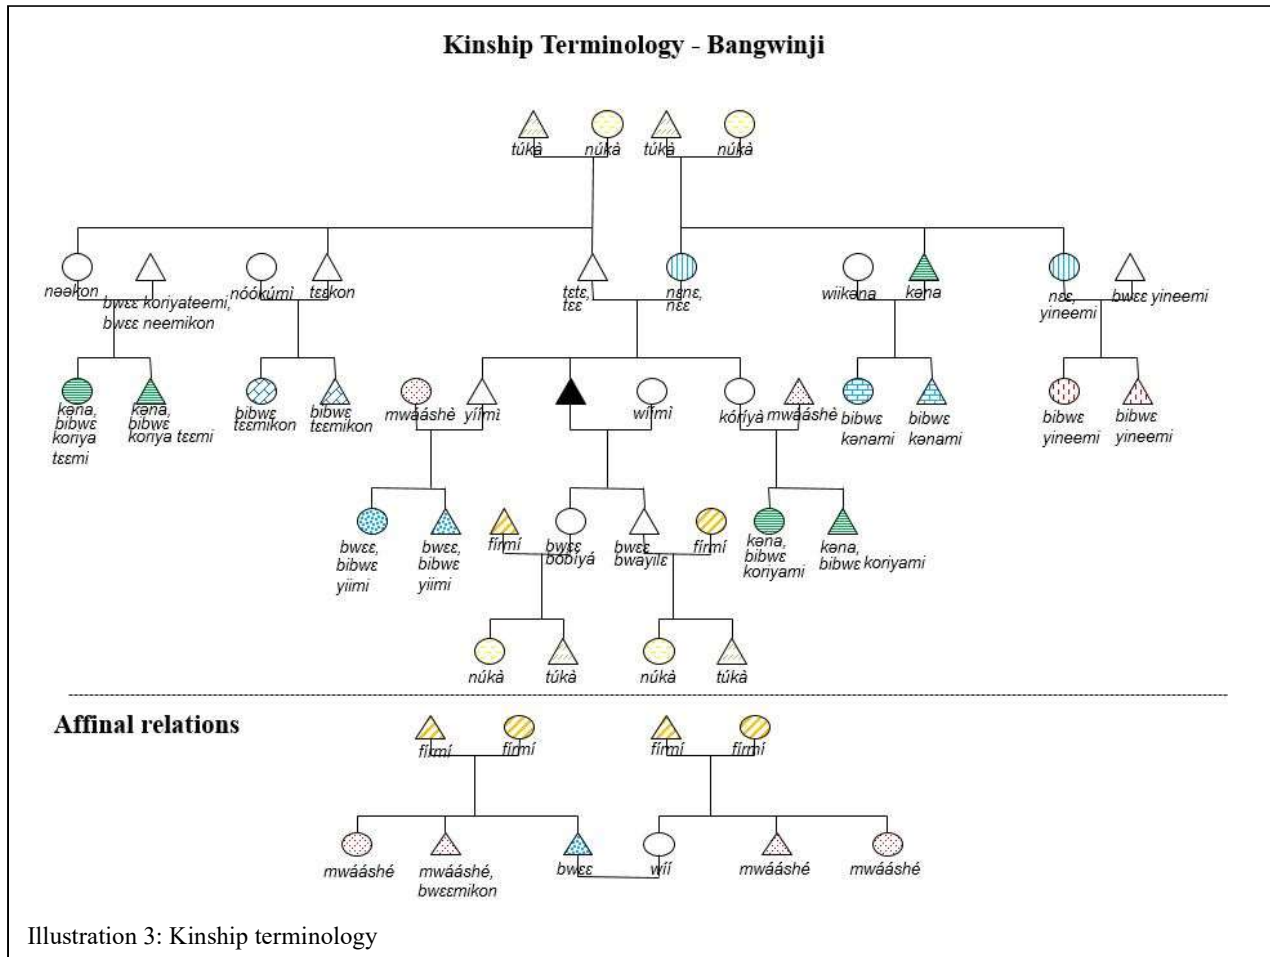 Kinship Terminology - Bangwinji
túkà
núkà
túkà
núkà
nəəkon
bwɛɛ koriyateemi,
bwɛɛ neemikon
nóókúmì
tɛɛkon
tɛtɛ,
tɛɛ
nɛnɛ,
nɛɛ
wiikəna
kəna
nɛɛ,
yineemi
bwɛɛ yineemi
kəna,
bibwɛ
koriya
tɛɛmi
kəna,
bibwɛ
koriya tɛɛmi
bibwɛ
tɛɛmikon
bibwɛ
tɛɛmikon
mwááshè
yíímì
wíímì
kóríyà
mwááshè
bibwɛ
kənami
bibwɛ
kənami
bibwɛ
yineemi
bibwɛ
yineemi
bwɛɛ,
bibwɛ
yiimi
bwɛɛ,
bibwɛ
yiimi
fírmí
bwɛɛ
bóbíyá
bwɛɛ
bwayilɛ
fírmí
kəna,
bibwɛ
koriyami
kəna,
bibwɛ koriyami
núkà
túkà
núkà
túkà
Affinal relations
fírmí
fírmí
fírmí
fírmí
mwááshé
mwááshé,
bwɛɛmikon
bwɛɛ
wíí
mwááshé
mwááshé
Illustration 3: Kinship terminology